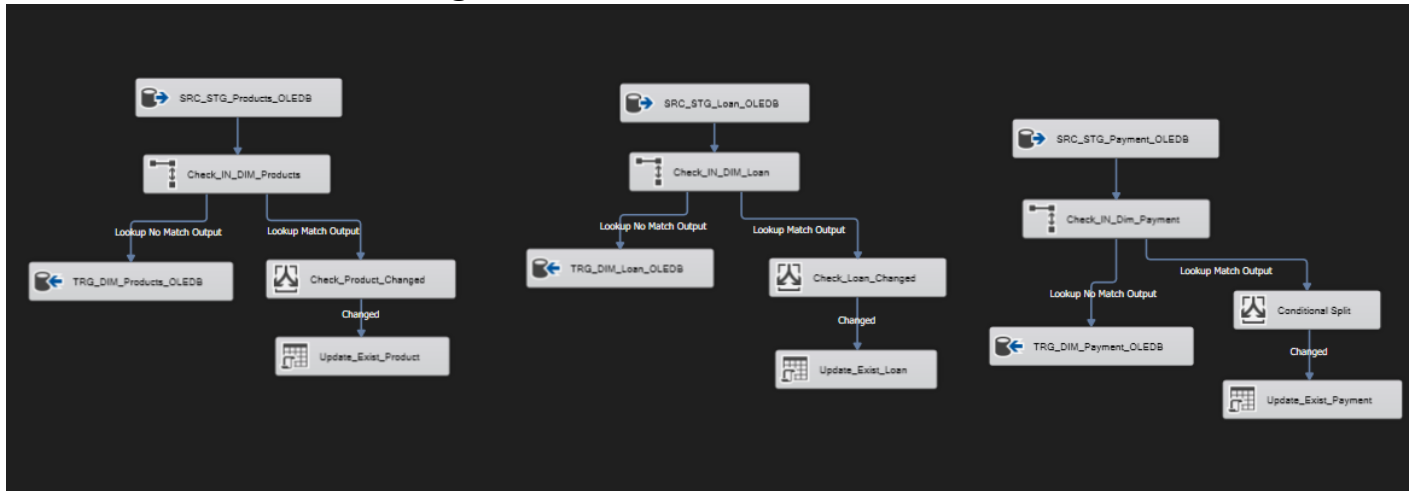 SRC_STG_Products_OLEDB
Check_IN_DIM_Products
Lookup No Match Output
Lookup Match Output
TRG_DIM_Products_OLEDB
Check_Product_Changed
Changed
Update_Exist_Product
SRC_STG_Loan_OLEDB
Check_IN_DIM_Loan
Lookup No Match Output
Lookup Match Output
TRG_DIM_Loan_OLEDB
Check_Loan_Changed
Changed
Update_Exist_Loan
SRC_STG_Payment_OLEDB
Check_IN_Dim_Payment
Lookup Match Output
Lookup No Match Output
Conditional Split
TRG_DIM_Payment_OLEDB
Changed
Update_Exist_Payment